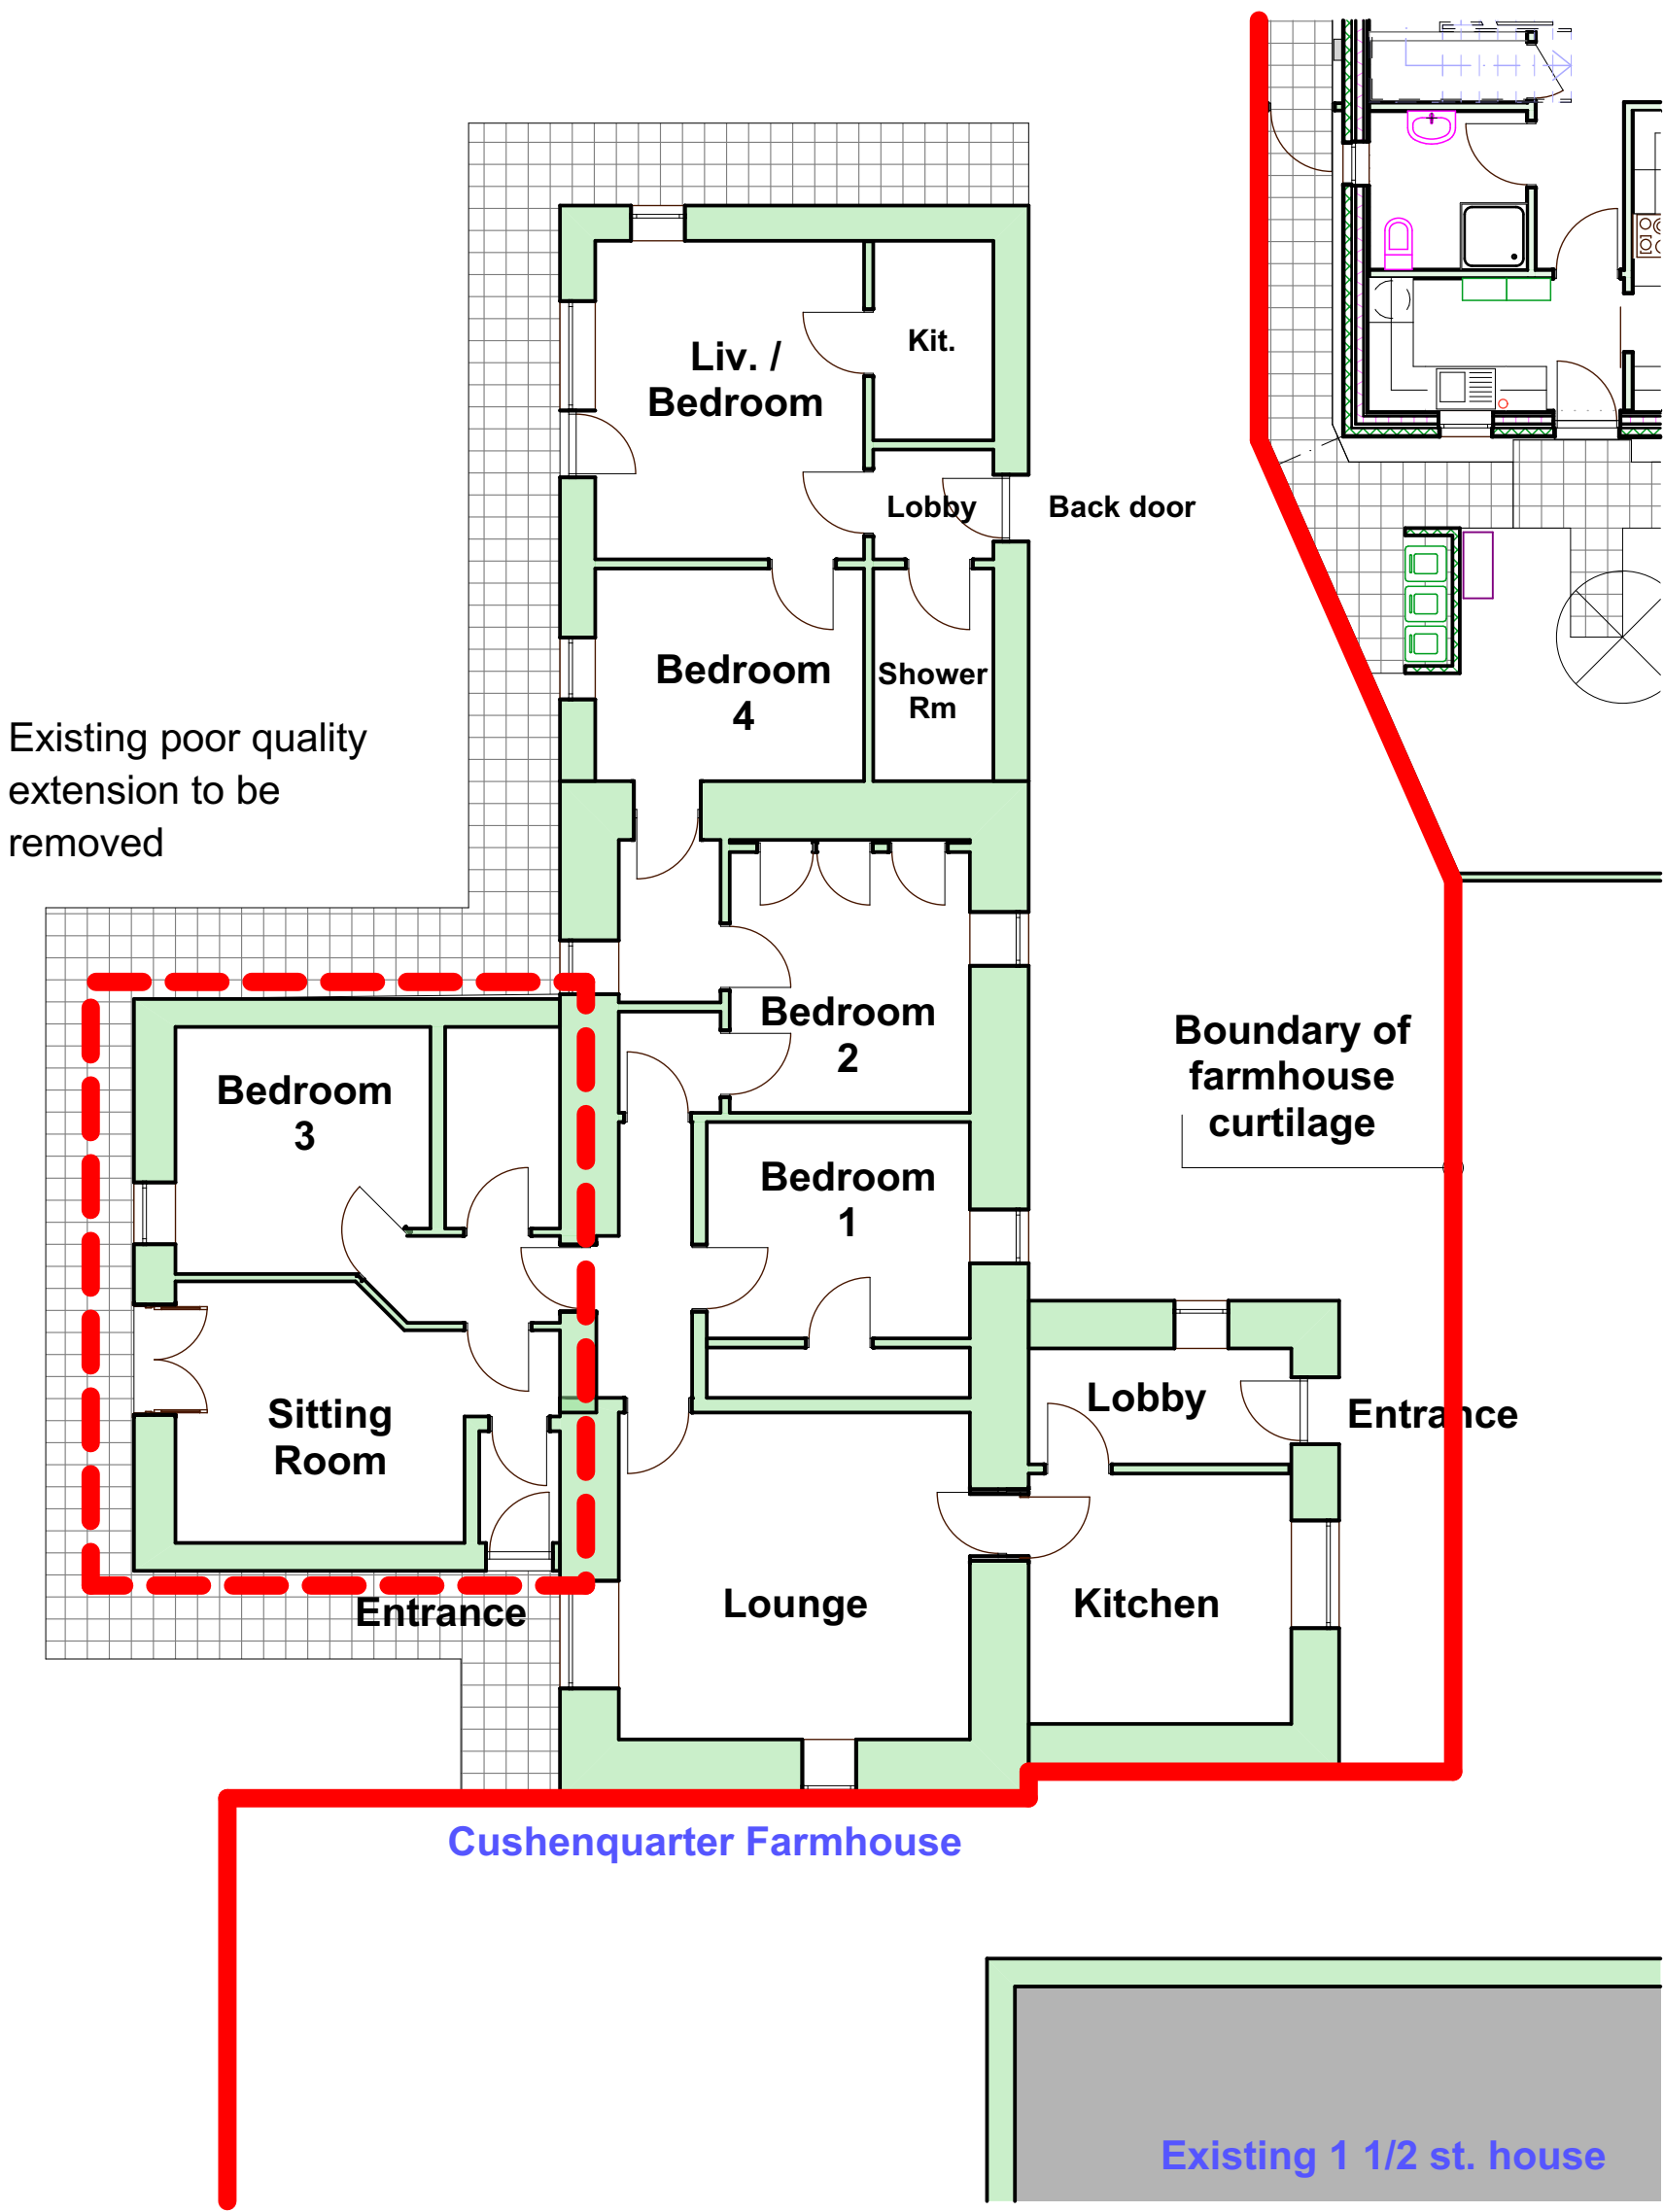 Liv. /
Bedroom
Kit.
Lobby
Back door
Bedroom
4
Shower
Rm
Existing poor quality
extension to be
removed
Bedroom
2
Boundary of
farmhouse
curtilage
Bedroom
3
Bedroom
1
Lobby
Entrance
Sitting
Room
Lounge
Kitchen
Entrance
Cushenquarter Farmhouse
Existing 1 1/2 st. house